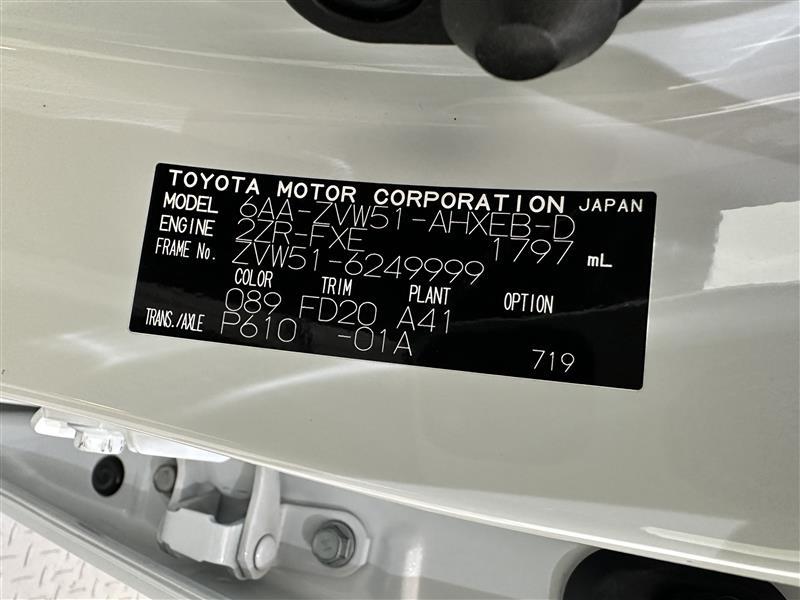 TOYOTA MOTOR CORPORATION JAPAN
MODEL 6AA-ZVW51-AHXEB-D
ENGINE 2ZR-FXE 1797 mL
FRAME No. ZVW51-6249999
COLOR TRIM PLANT OPTION
089 FD20 A41
TRANS./AXLE P610 -01A
719